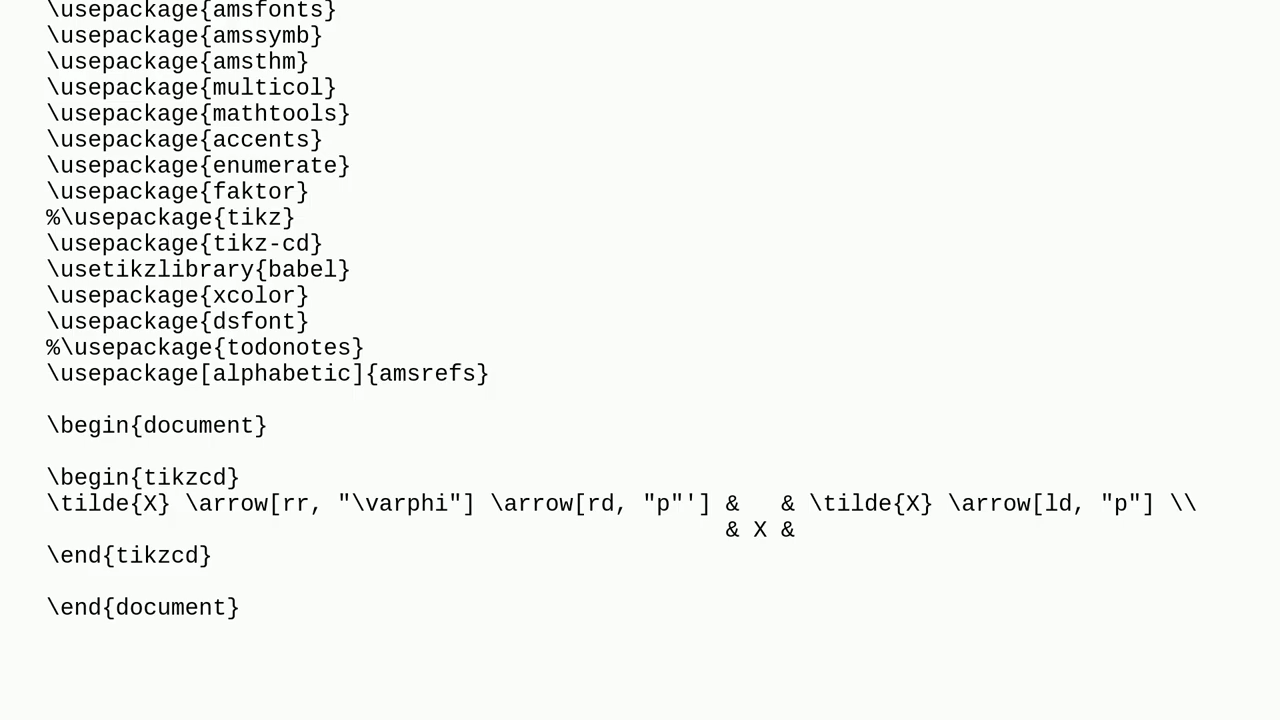 \usepackage{amsfonts}
\usepackage{amssymb}
\usepackage{amsthm}
\usepackage{multicol}
\usepackage{mathtools}
\usepackage{accents}
\usepackage{enumerate}
\usepackage{faktor}
%\usepackage{tikz}
\usepackage{tikz-cd}
\usetikzlibrary{babel}
\usepackage{xcolor}
\usepackage{dsfont}
%\usepackage{todonotes}
\usepackage[alphabetic]{amsrefs}
\begin{document}
\begin{tikzcd}
\tilde{X} \arrow[rr, "\varphi"] \arrow[rd, "p"'] &   & \tilde{X} \arrow[ld, "p"] \\
& X &
\end{tikzcd}
\end{document}